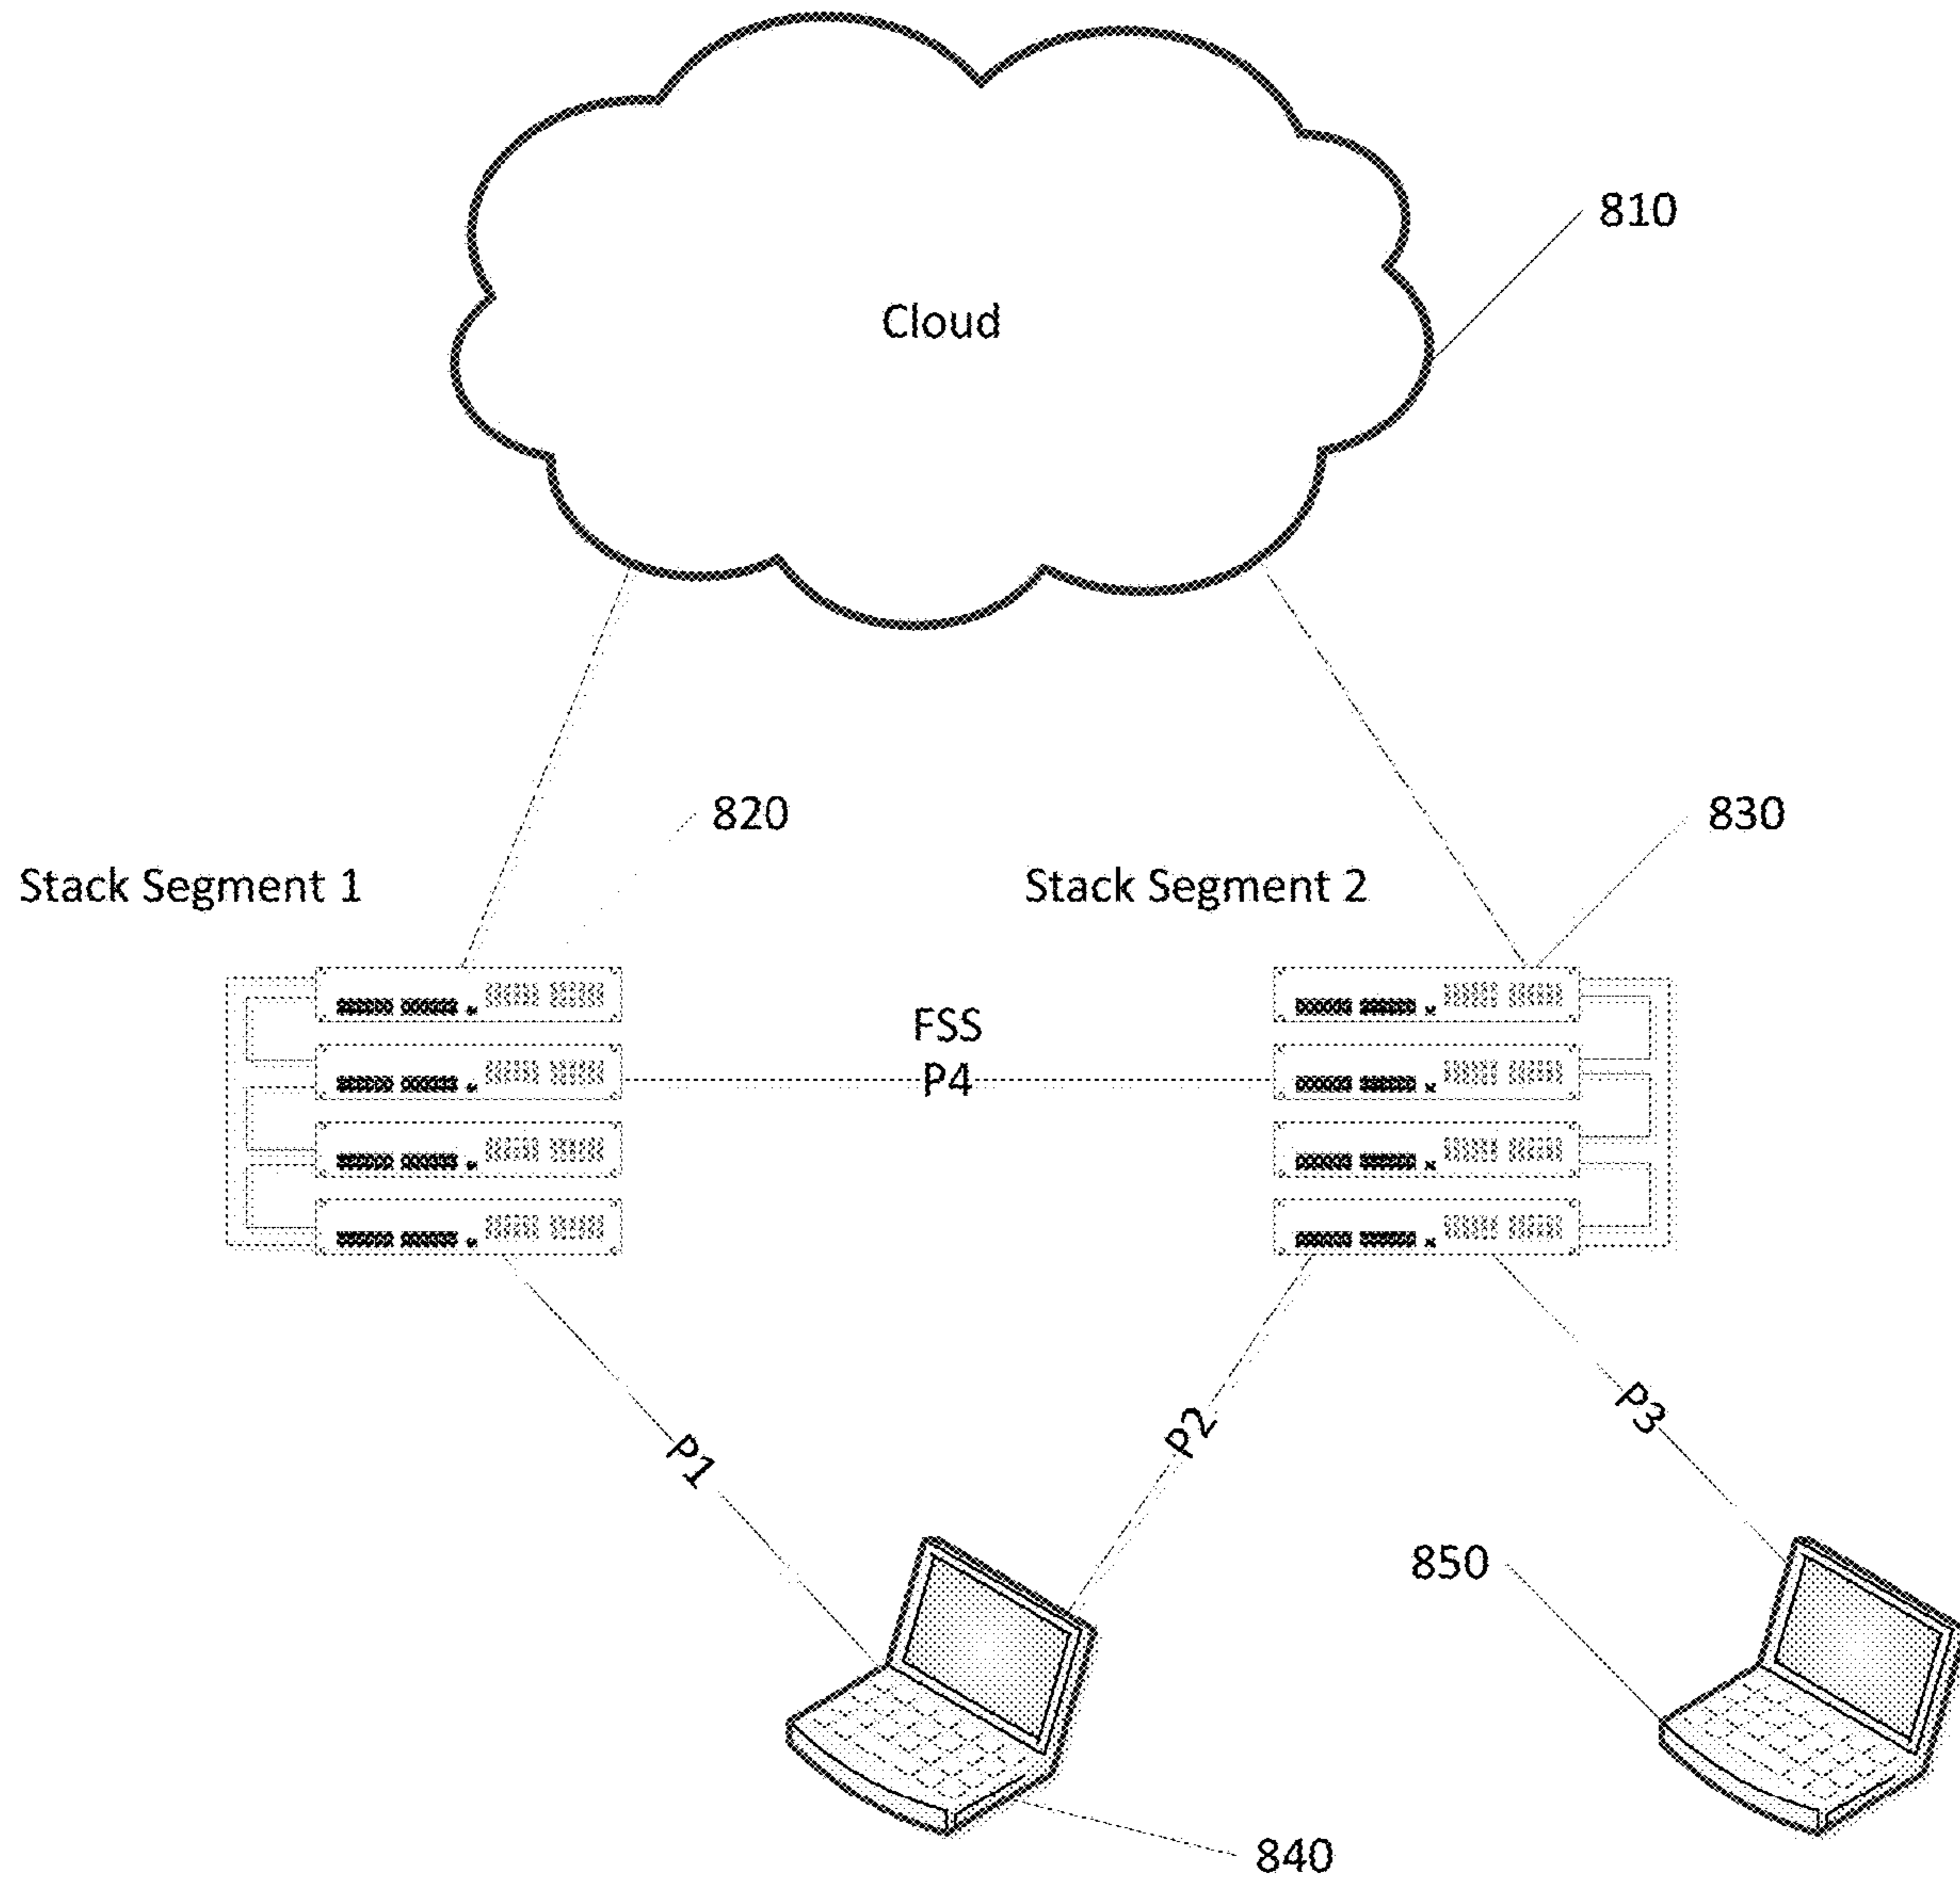 810
Cloud
820
830
Stack Segment 1
Stack Segment 2
FSS
P4
P1
P2
P3
850
840